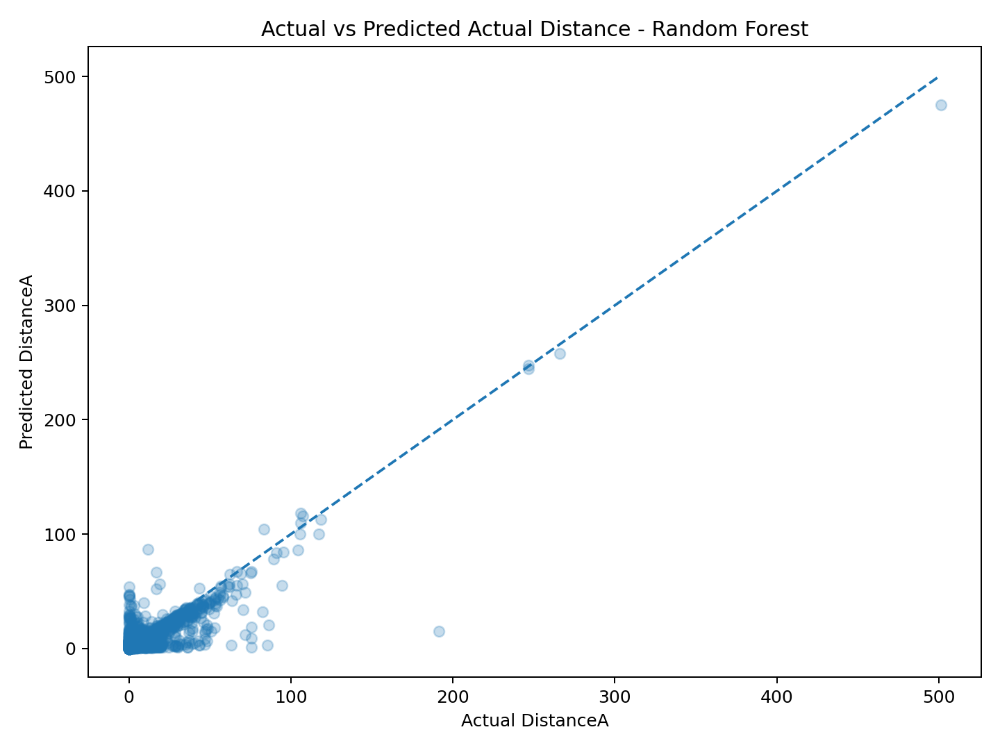 Actual vs Predicted Actual Distance - Random Forest
500
400
300
200
100
0
Predicted DistanceA
0 100 200 300 400 500
Actual DistanceA